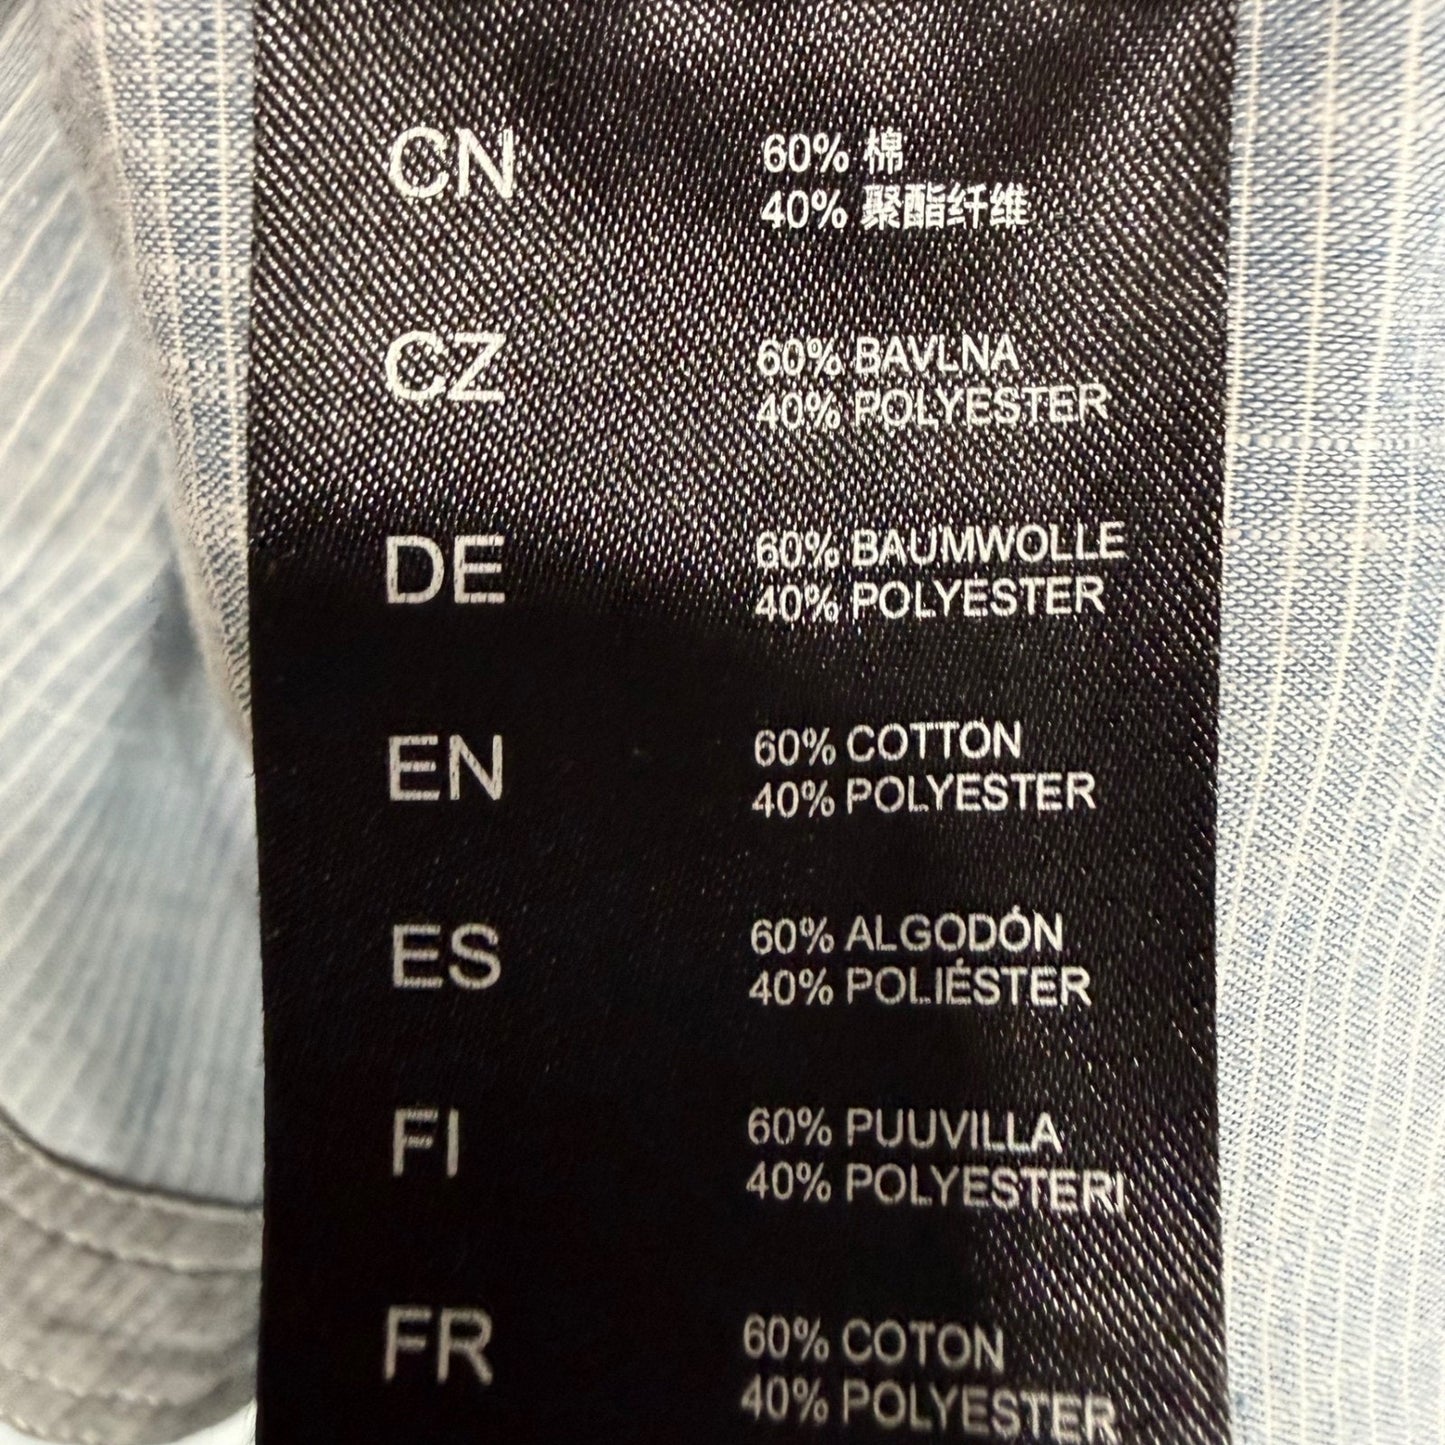 CN 60% 棉
40% 聚酯纤维
CZ 60% BAVLNA
40% POLYESTER
DE 60% BAUMWOLLE
40% POLYESTER
EN 60% COTTON
40% POLYESTER
ES 60% ALGODÓN
40% POLIÉSTER
FI 60% PUUVILLA
40% POLYESTERI
FR 60% COTON
40% POLYESTER